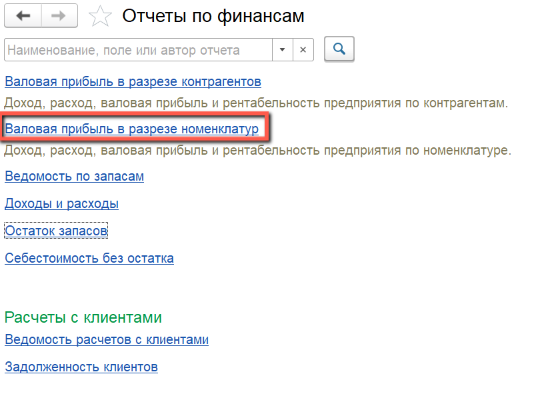 Отчеты по финансам
Наименование, поле или автор отчета
Валовая прибыль в разрезе контрагентов
Доход, расход, валовая прибыль и рентабельность предприятия по контрагентам.
Валовая прибыль в разрезе номенклатур
Доход, расход, валовая прибыль и рентабельность предприятия по номенклатуре.
Ведомость по запасам
Доходы и расходы
Остаток запасов
Себестоимость без остатка
Расчеты с клиентами
Ведомость расчетов с клиентами
Задолженность клиентов